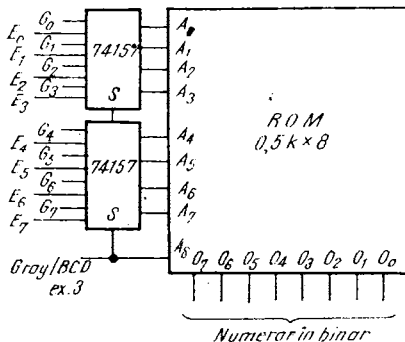 G₀
E₀
G₁
E₁
G₂
E₂
G₃
E₃
74157
S
G₄
E₄
G₅
E₅
G₆
E₆
G₇
E₇
74157
S
A₀
A₁
A₂
A₃
A₄
A₅
A₆
A₇
A₈
ROM
0,5k×8
O₇ O₆ O₅ O₄ O₃ O₂ O₁ O₀
Gray/BCD
ex.3
Numerar in binar